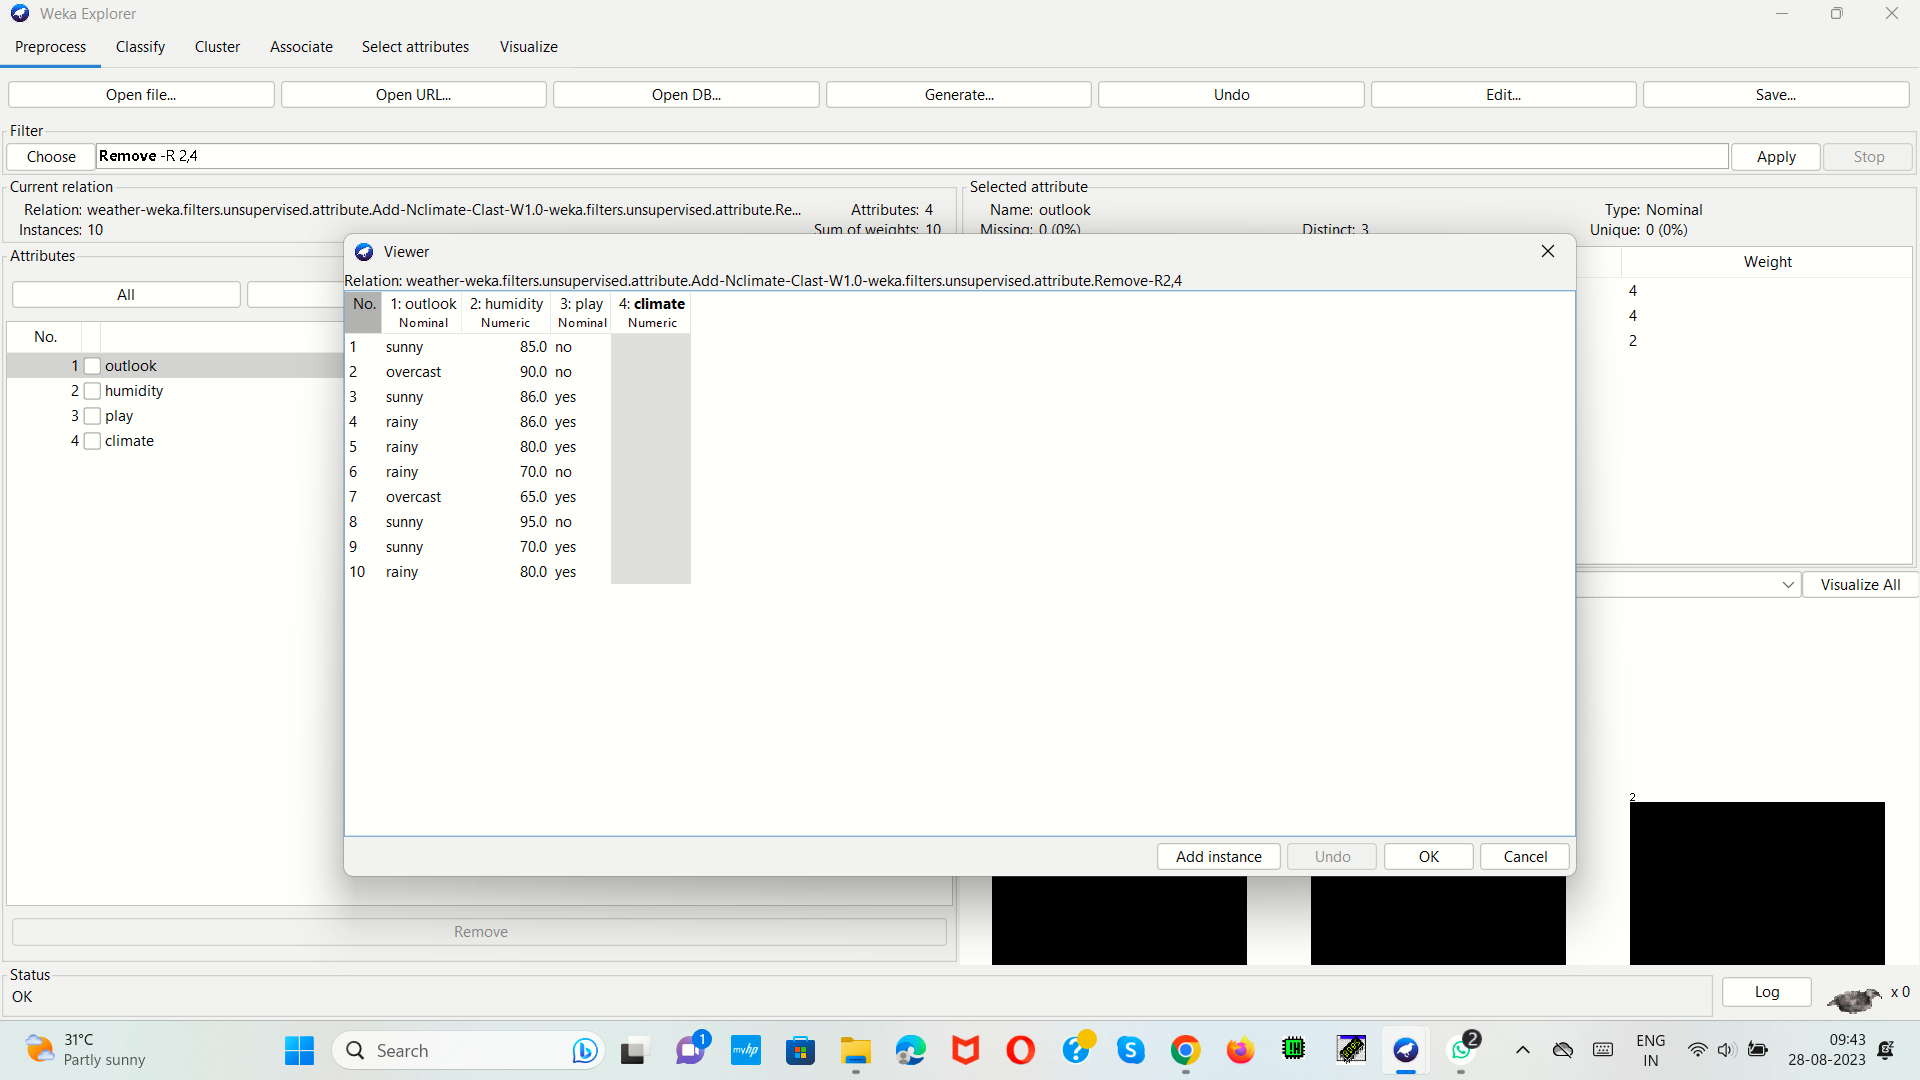 Weka Explorer
Preprocess Classify Cluster Associate Select attributes Visualize
Open file... Open URL... Open DB... Generate... Undo Edit... Save...
Filter
Choose Remove -R 2,4 Apply Stop
Current relation Selected attribute
Relation: weather-weka.filters.unsupervised.attribute.Add-Nclimate-Clast-W1.0-weka.filters.unsupervised.attribute.Re... Attributes: 4 Name: outlook Type: Nominal
Instances: 10 Sum of weights: 10 Missing: 0 (0%) Distinct: 3 Unique: 0 (0%)
Attributes
All
No.
1 outlook
2 humidity
3 play
4 climate
Remove
Weight
4
4
2
Visualize All
2
Viewer
Relation: weather-weka.filters.unsupervised.attribute.Add-Nclimate-Clast-W1.0-weka.filters.unsupervised.attribute.Remove-R2,4
No. 1: outlook 2: humidity 3: play 4: climate
Nominal Numeric Nominal Numeric
1 sunny 85.0 no
2 overcast 90.0 no
3 sunny 86.0 yes
4 rainy 86.0 yes
5 rainy 80.0 yes
6 rainy 70.0 no
7 overcast 65.0 yes
8 sunny 95.0 no
9 sunny 70.0 yes
10 rainy 80.0 yes
Add instance Undo OK Cancel
Status
OK
Log x 0
31°C
Partly sunny
Search
1
myhp
2
ENG
IN
09:43
28-08-2023